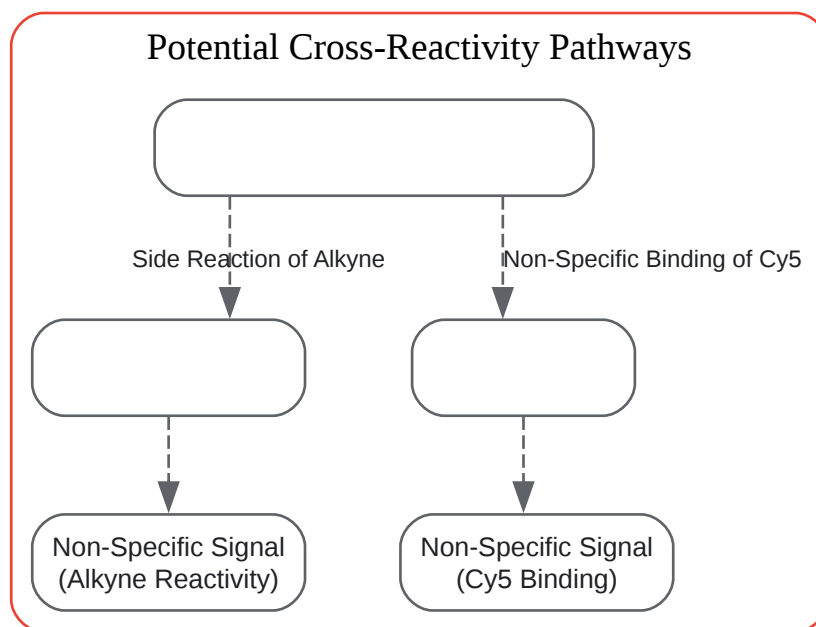 Potential Cross-Reactivity Pathways
Side Reaction of Alkyne
Non-Specific Binding of Cy5
Non-Specific Signal
(Alkyne Reactivity)
Non-Specific Signal
(Cy5 Binding)